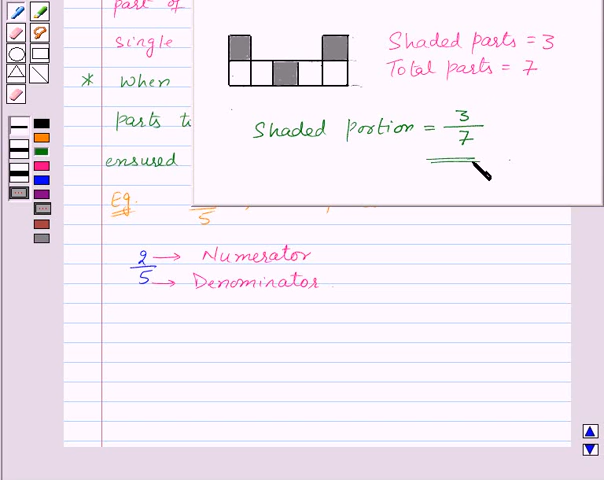 part of
single
* When
parts t
ensured
Eg.
5
2 → Numerator
5 → Denominator
Shaded parts = 3
Total parts = 7
Shaded portion = 3
7